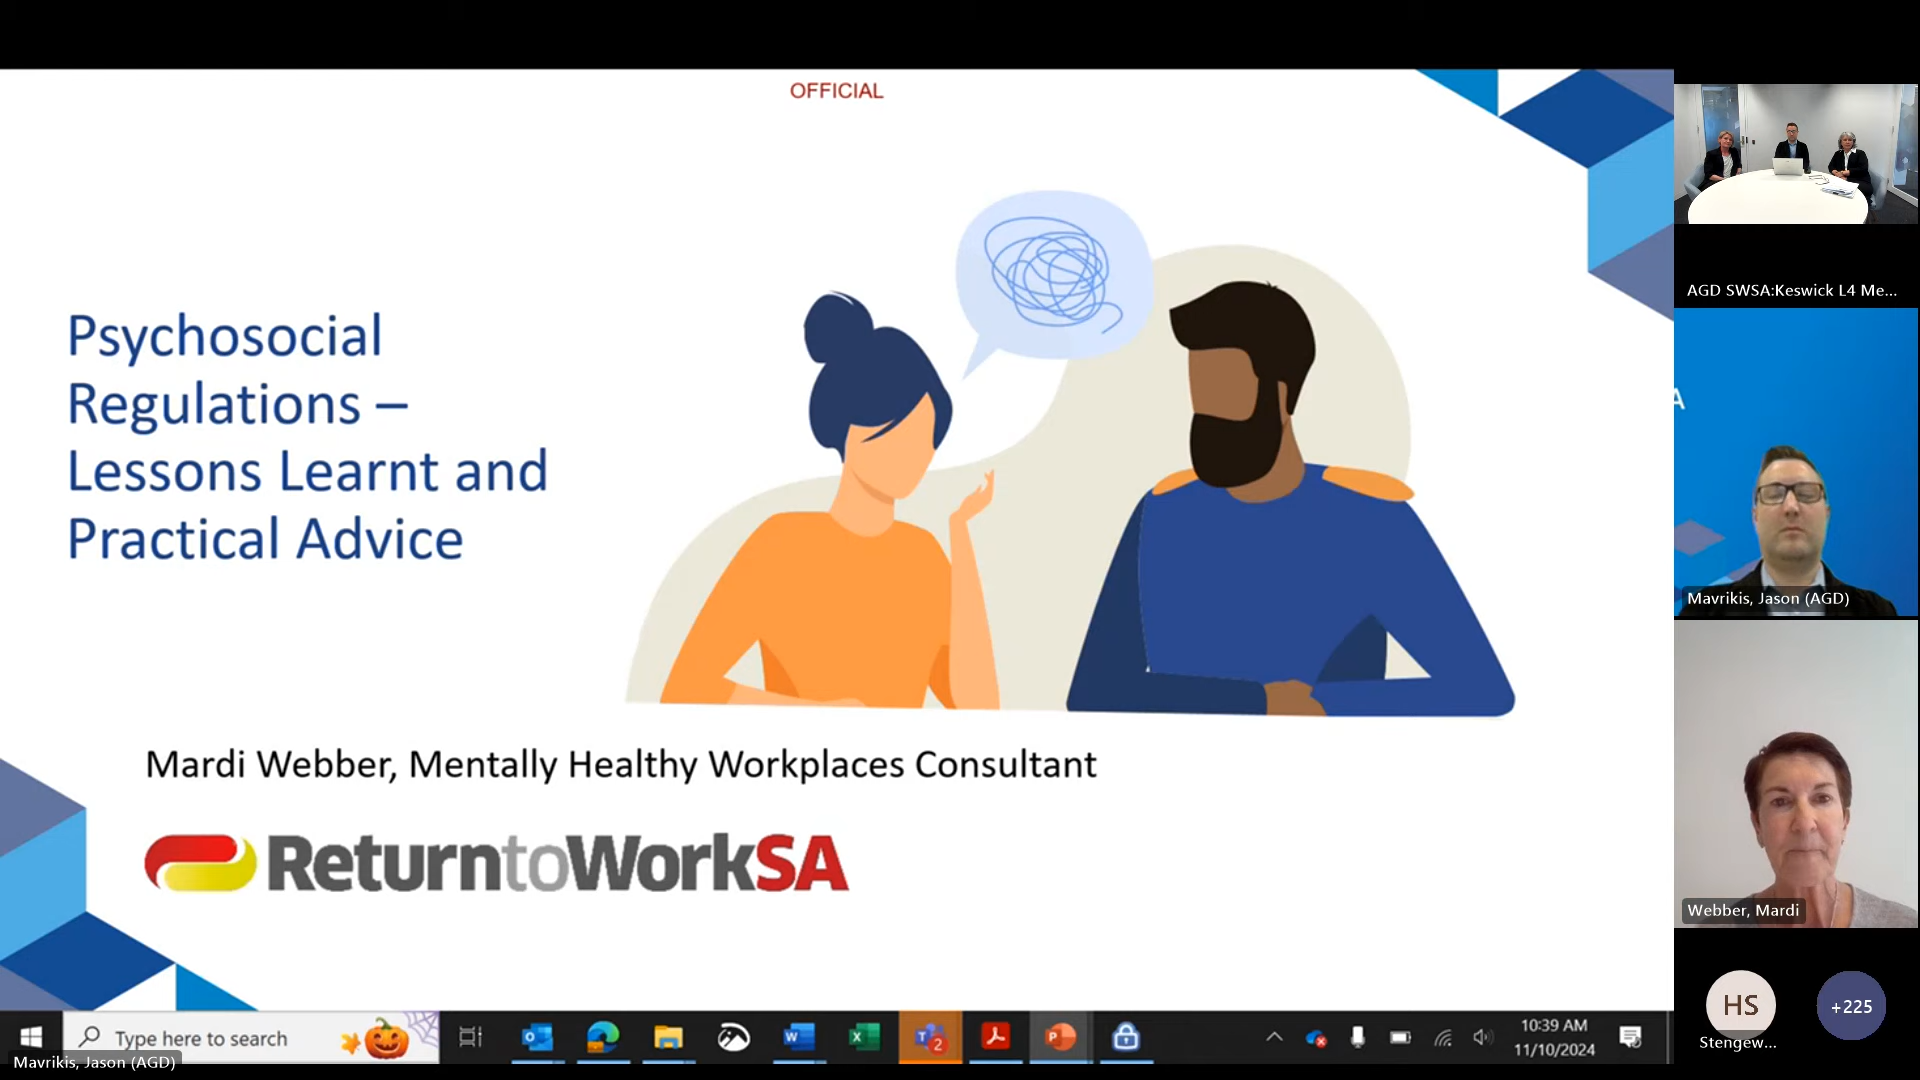 OFFICIAL
Psychosocial
Regulations –
Lessons Learnt and
Practical Advice
Mardi Webber, Mentally Healthy Workplaces Consultant
ReturntoWorkSA
AGD SWSA:Keswick L4 Me...
A
Mavrikis, Jason (AGD)
Webber, Mardi
HS
Stengew...
+225
Type here to search
2
10:39 AM
11/10/2024
Mavrikis, Jason (AGD)